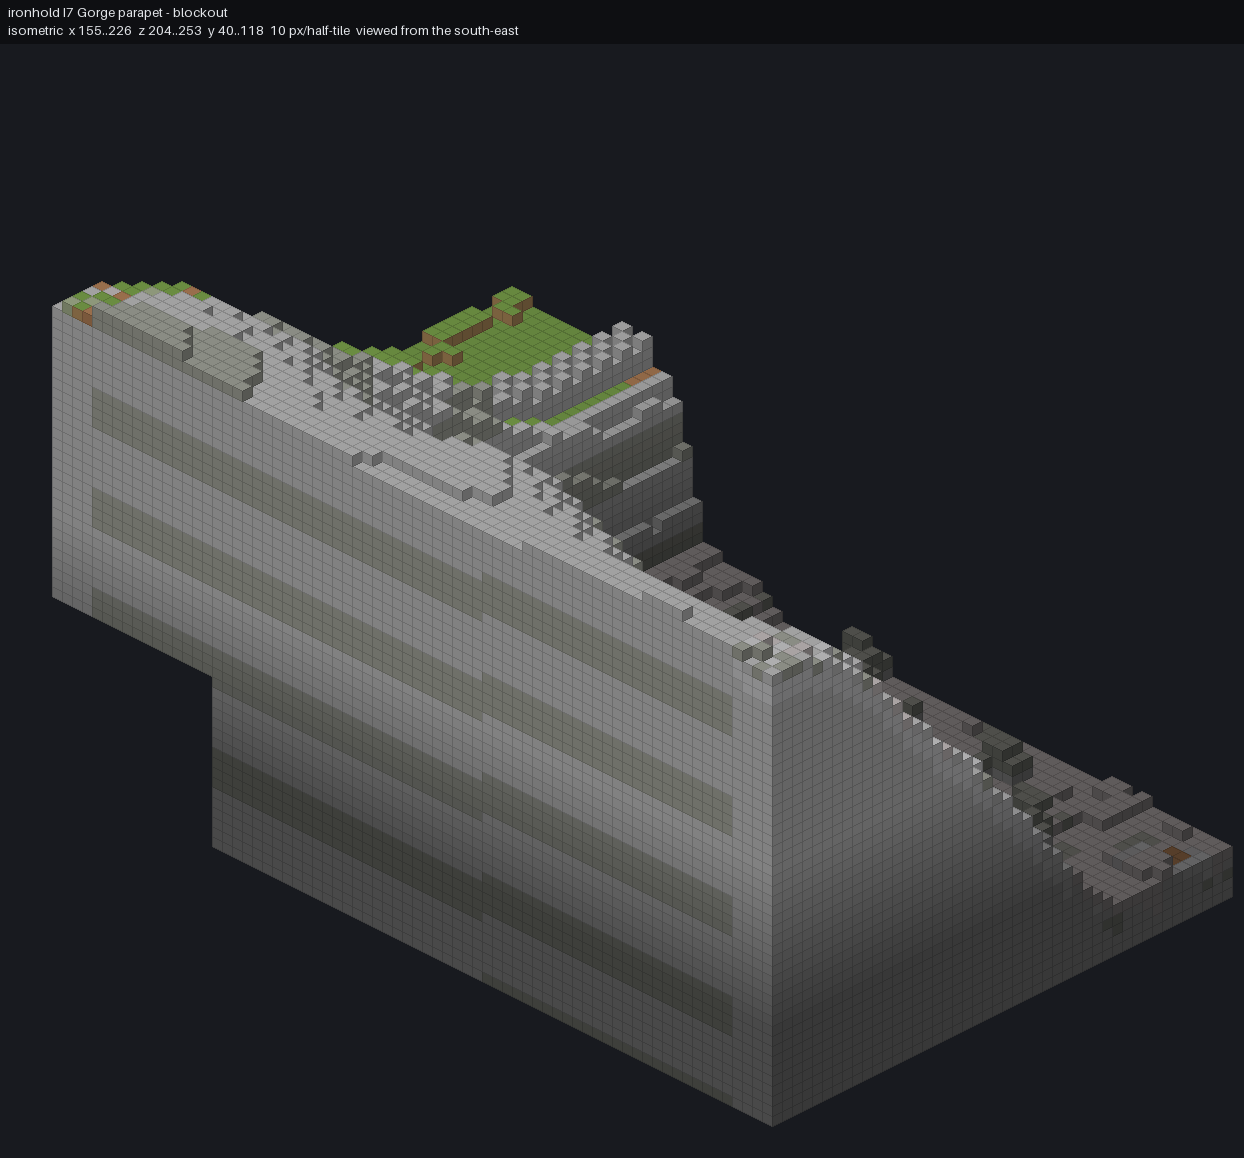 ironhold I7 Gorge parapet - blockout
isometric  x 155..226  z 204..253  y 40..118  10 px/half-tile  viewed from the south-east